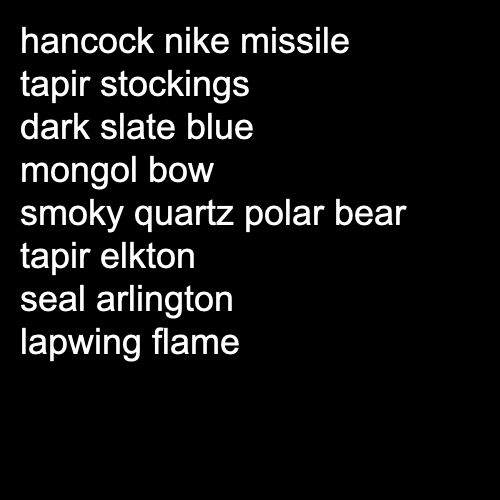 hancock nike missile
tapir stockings
dark slate blue
mongol bow
smoky quartz polar bear
tapir elkton
seal arlington
lapwing flame